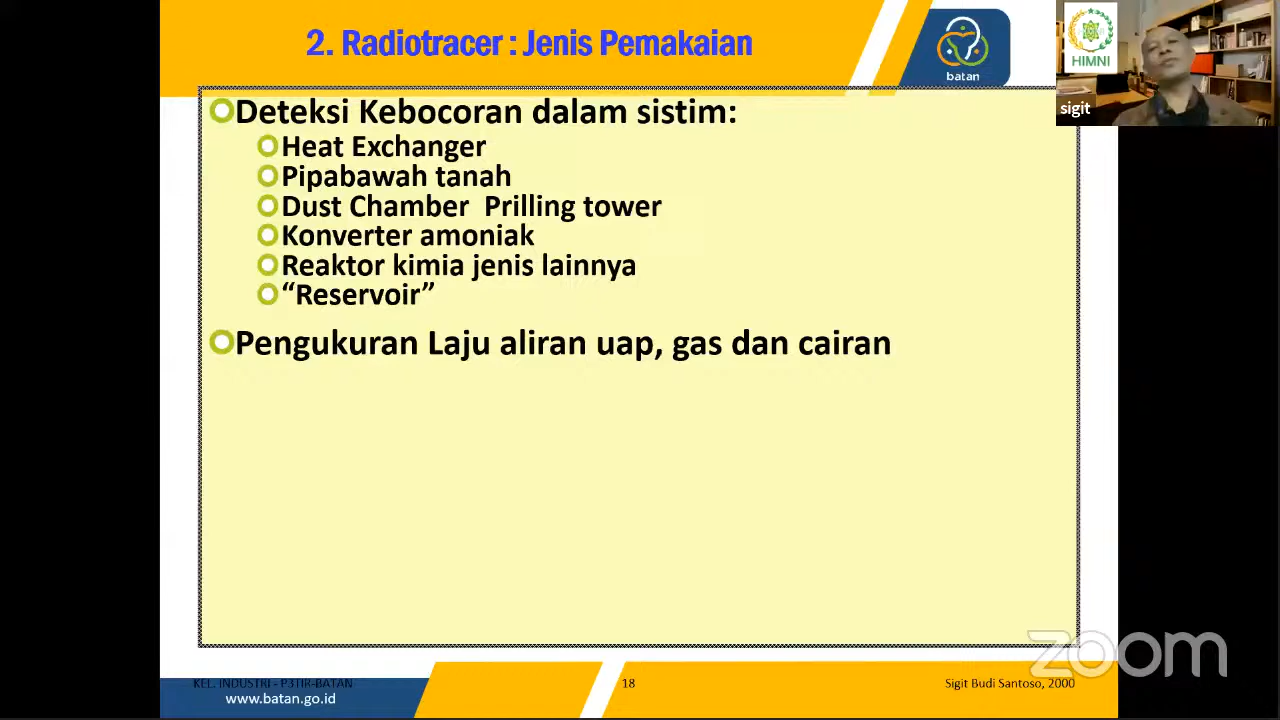 2. Radiotracer : Jenis Pemakaian
batan
HIMNI
sigit
Deteksi Kebocoran dalam sistim:
Heat Exchanger
Pipabawah tanah
Dust Chamber Prilling tower
Konverter amoniak
Reaktor kimia jenis lainnya
“Reservoir”
Pengukuran Laju aliran uap, gas dan cairan
zoom
KEL. INDUSTRI - P3TIR-BATAN
18
Sigit Budi Santoso, 2000
www.batan.go.id